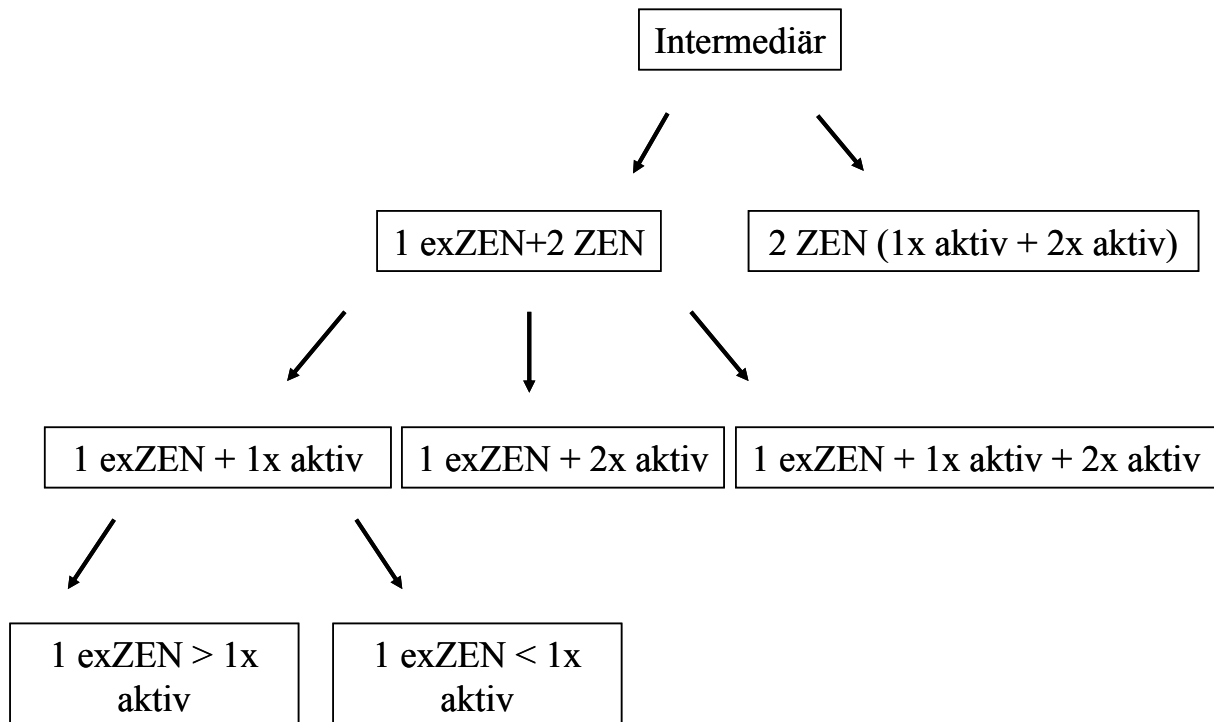 Intermediär
1 exZEN+2 ZEN
2 ZEN (1x aktiv + 2x aktiv)
1 exZEN + 1x aktiv
1 exZEN + 2x aktiv
1 exZEN + 1x aktiv + 2x aktiv
1 exZEN > 1x
aktiv
1 exZEN < 1x
aktiv